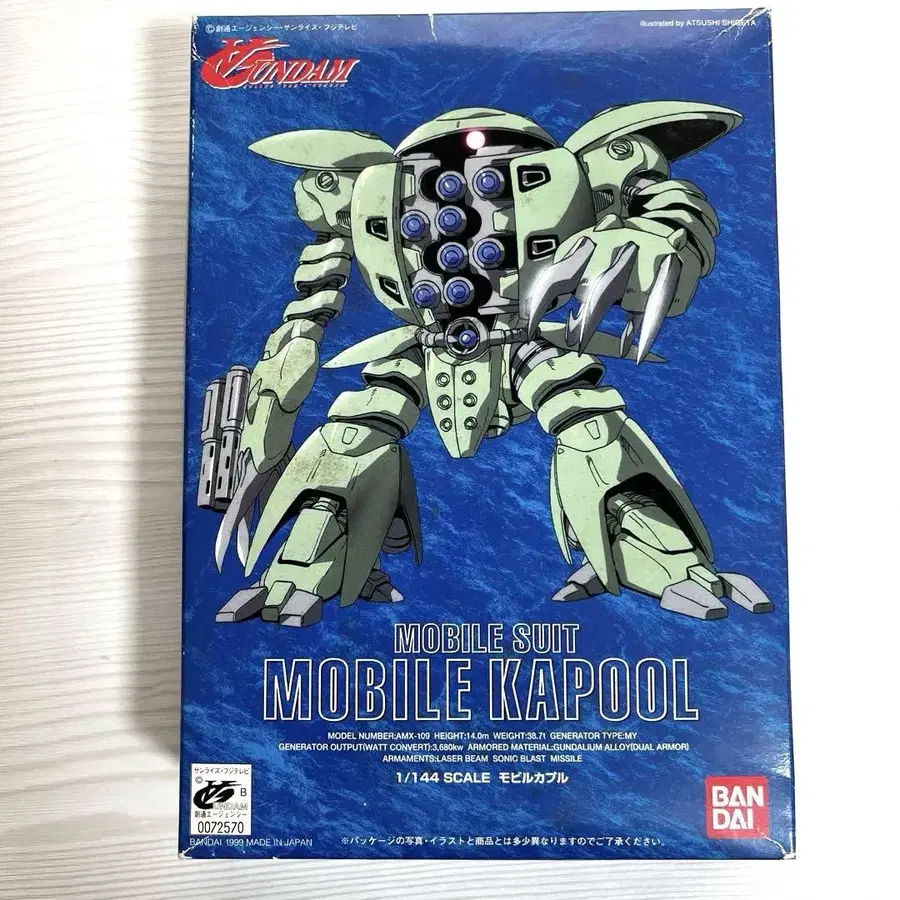 ©創通エージェンシー・サンライズ・フジテレビ
illustrated by ATSUSHI SHIGETA
∀GUNDAM
MOBILE SUIT
MOBILE KAPOOL
MODEL NUMBER:AMX-109 HEIGHT:14.0m WEIGHT:38.7t GENERATOR TYPE:MY
GENERATOR OUTPUT(WATT CONVERT):3,680kw ARMORED MATERIAL:GUNDALIUM ALLOY(DUAL ARMOR)
ARMAMENTS:LASER BEAM SONIC BLAST MISSILE
1/144 SCALE モビルカプル
サンライズ・フジテレビ
©
∀GUNDAM B
創通エージェンシー
0072570
BAN
DAI
BANDAI 1999 MADE IN JAPAN
※パッケージの写真・イラストと商品とは多少異なりますのでご了承ください。